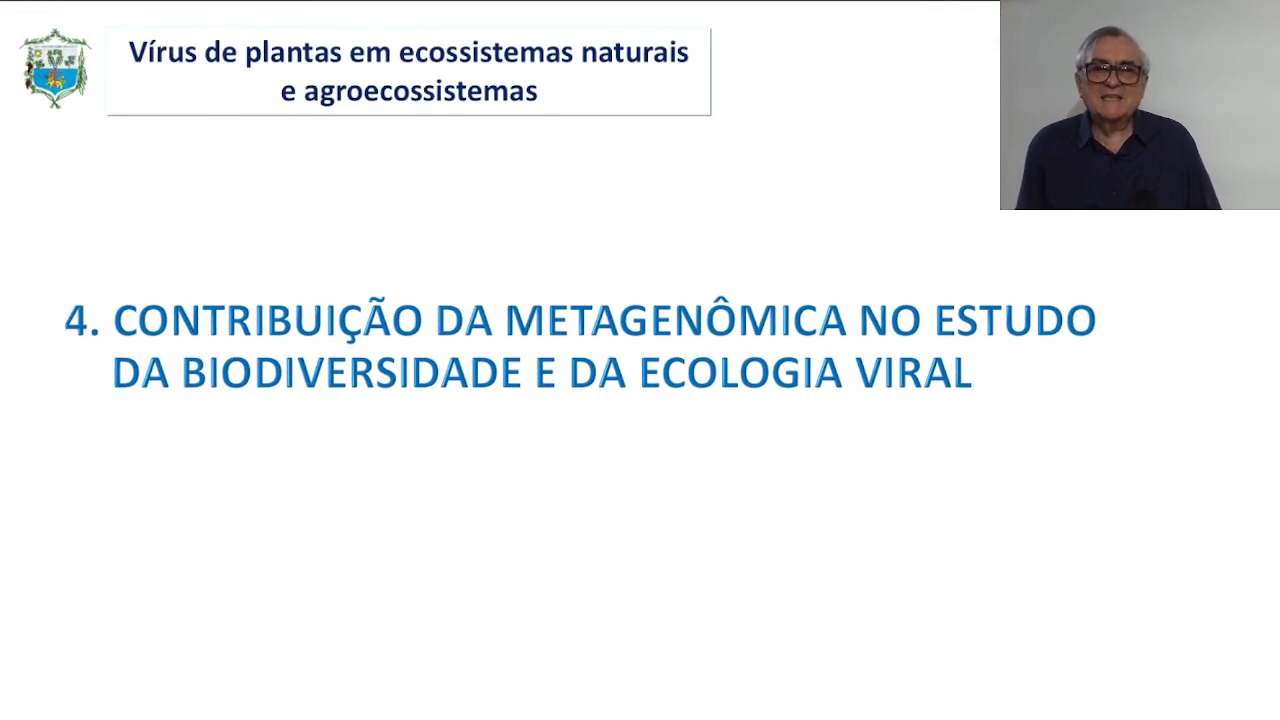 Vírus de plantas em ecossistemas naturais
e agroecossistemas
4. CONTRIBUIÇÃO DA METAGENÔMICA NO ESTUDO
DA BIODIVERSIDADE E DA ECOLOGIA VIRAL